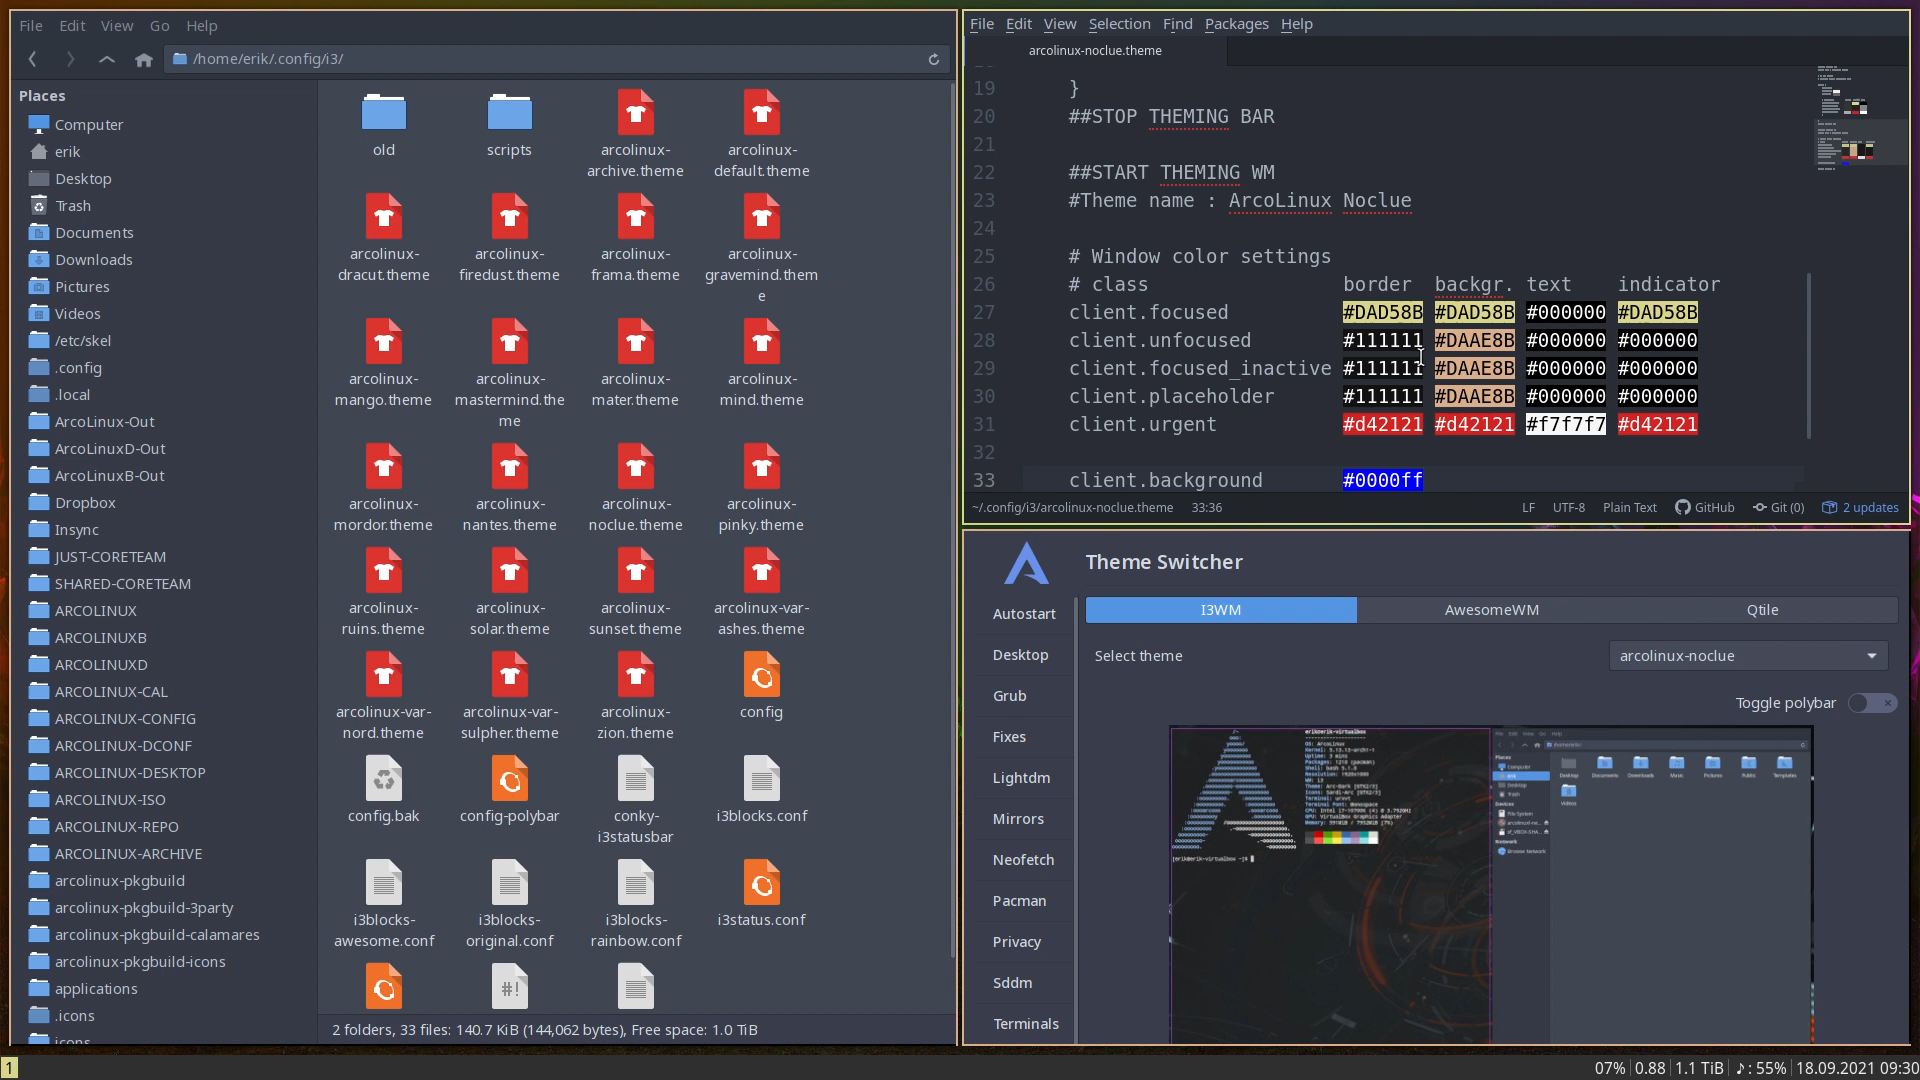 File Edit View Go Help
/home/erik/.config/i3/
Places
Computer
erik
Desktop
Trash
Documents
Downloads
Pictures
Videos
/etc/skel
.config
.local
ArcoLinux-Out
ArcoLinuxD-Out
ArcoLinuxB-Out
Dropbox
Insync
JUST-CORETEAM
SHARED-CORETEAM
ARCOLINUX
ARCOLINUXB
ARCOLINUXD
ARCOLINUX-CAL
ARCOLINUX-CONFIG
ARCOLINUX-DCONF
ARCOLINUX-DESKTOP
ARCOLINUX-ISO
ARCOLINUX-REPO
ARCOLINUX-ARCHIVE
arcolinux-pkgbuild
arcolinux-pkgbuild-3party
arcolinux-pkgbuild-calamares
arcolinux-pkgbuild-icons
applications
.icons
icons
old
scripts
arcolinux-
archive.theme
arcolinux-
default.theme
arcolinux-
dracut.theme
arcolinux-
firedust.theme
arcolinux-
frama.theme
arcolinux-
gravemind.them
e
arcolinux-
mango.theme
arcolinux-
mastermind.the
me
arcolinux-
mater.theme
arcolinux-
mind.theme
arcolinux-
mordor.theme
arcolinux-
nantes.theme
arcolinux-
noclue.theme
arcolinux-
pinky.theme
arcolinux-
ruins.theme
arcolinux-
solar.theme
arcolinux-
sunset.theme
arcolinux-var-
ashes.theme
arcolinux-var-
nord.theme
arcolinux-var-
sulpher.theme
arcolinux-
zion.theme
config
config.bak
config-polybar
conky-
i3statusbar
i3blocks.conf
i3blocks-
awesome.conf
i3blocks-
original.conf
i3blocks-
rainbow.conf
i3status.conf
#!
2 folders, 33 files: 140.7 KiB (144,062 bytes), Free space: 1.0 TiB
File Edit View Selection Find Packages Help
arcolinux-noclue.theme
19 }
20 ##STOP THEMING BAR
21
22 ##START THEMING WM
23 #Theme name : ArcoLinux Noclue
24
25 # Window color settings
26 # class border backgr. text indicator
27 client.focused #DAD58B #DAD58B #000000 #DAD58B
28 client.unfocused #111111 #DAAE8B #000000 #000000
29 client.focused_inactive #111111 #DAAE8B #000000 #000000
30 client.placeholder #111111 #DAAE8B #000000 #000000
31 client.urgent #d42121 #d42121 #f7f7f7 #d42121
32
33 client.background #0000ff
~/.config/i3/arcolinux-noclue.theme 33:36 LF UTF-8 Plain Text GitHub Git (0) 2 updates
Theme Switcher
Autostart
Desktop
Grub
Fixes
Lightdm
Mirrors
Neofetch
Pacman
Privacy
Sddm
Terminals
I3WM AwesomeWM Qtile
Select theme arcolinux-noclue
Toggle polybar
1 07% 0.88 1.1 TiB ♪: 55% 18.09.2021 09:30